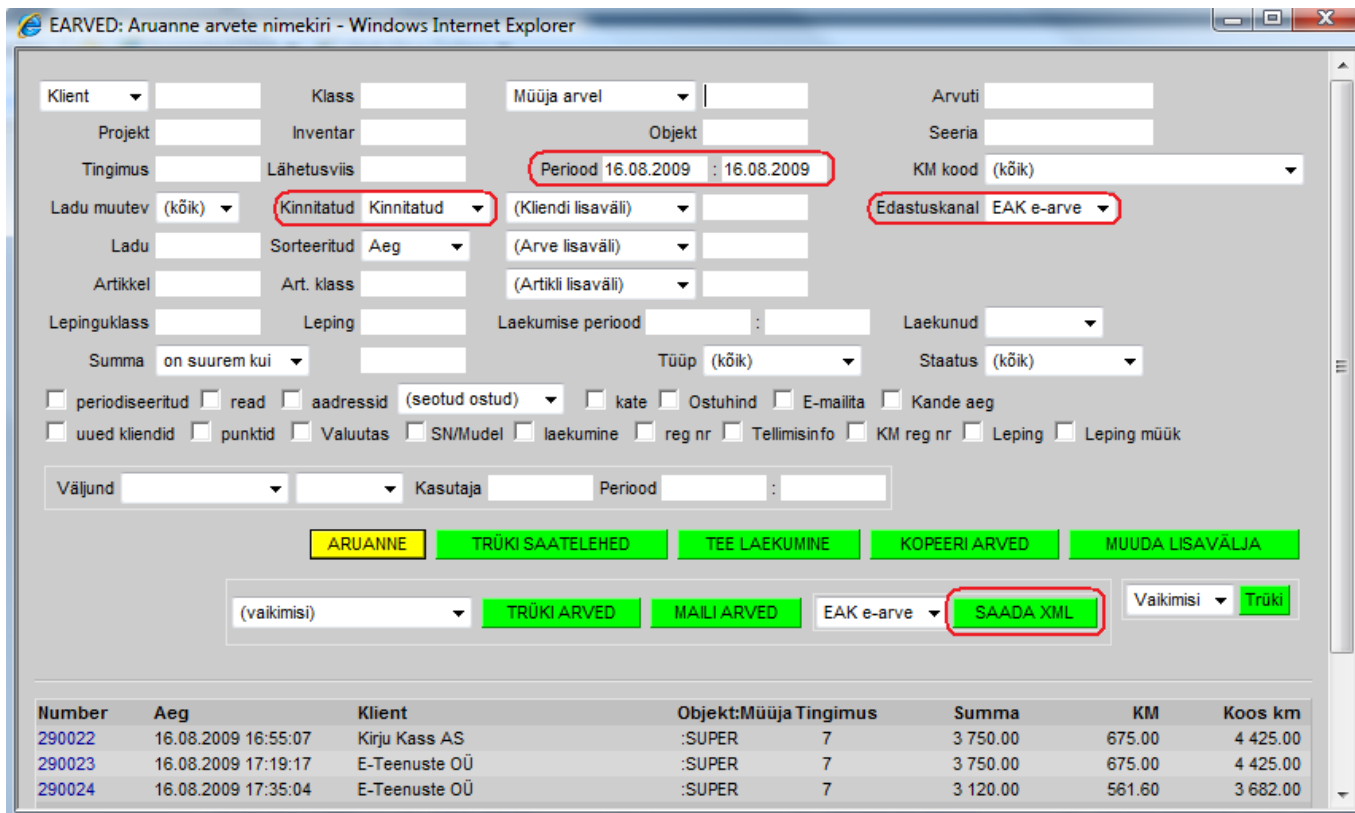 EARVED: Aruanne arvete nimekiri - Windows Internet Explorer
Klient Klass Müüja arvel Arvuti
Projekt Inventar Objekt Seeria
Tingimus Lähetusviis Periood 16.08.2009 : 16.08.2009 KM kood (kõik)
Ladu muutev (kõik) Kinnitatud Kinnitatud (Kliendi lisaväli) Edastuskanal EAK e-arve
Ladu Sorteeritud Aeg (Arve lisaväli)
Artikkel Art. klass (Artikli lisaväli)
Lepinguklass Leping Laekumise periood : Laekunud
Summa on suurem kui Tüüp (kõik) Staatus (kõik)
periodiseeritud read aadressid (seotud ostud) kate Ostuhind E-mailita Kande aeg
uued kliendid punktid Valuutas SN/Mudel laekumine reg nr Tellimisinfo KM reg nr Leping Leping müük
Väljund Kasutaja Periood :
ARUANNE TRÜKI SAATELEHED TEE LAEKUMINE KOPEERI ARVED MUUDA LISAVÄLJA
(vaikimisi) TRÜKI ARVED MAILI ARVED EAK e-arve SAADA XML Vaikimisi Trüki
Number Aeg Klient Objekt:Müüja Tingimus Summa KM Koos km
290022 16.08.2009 16:55:07 Kirju Kass AS :SUPER 7 3 750.00 675.00 4 425.00
290023 16.08.2009 17:19:17 E-Teenuste OÜ :SUPER 7 3 750.00 675.00 4 425.00
290024 16.08.2009 17:35:04 E-Teenuste OÜ :SUPER 7 3 120.00 561.60 3 682.00